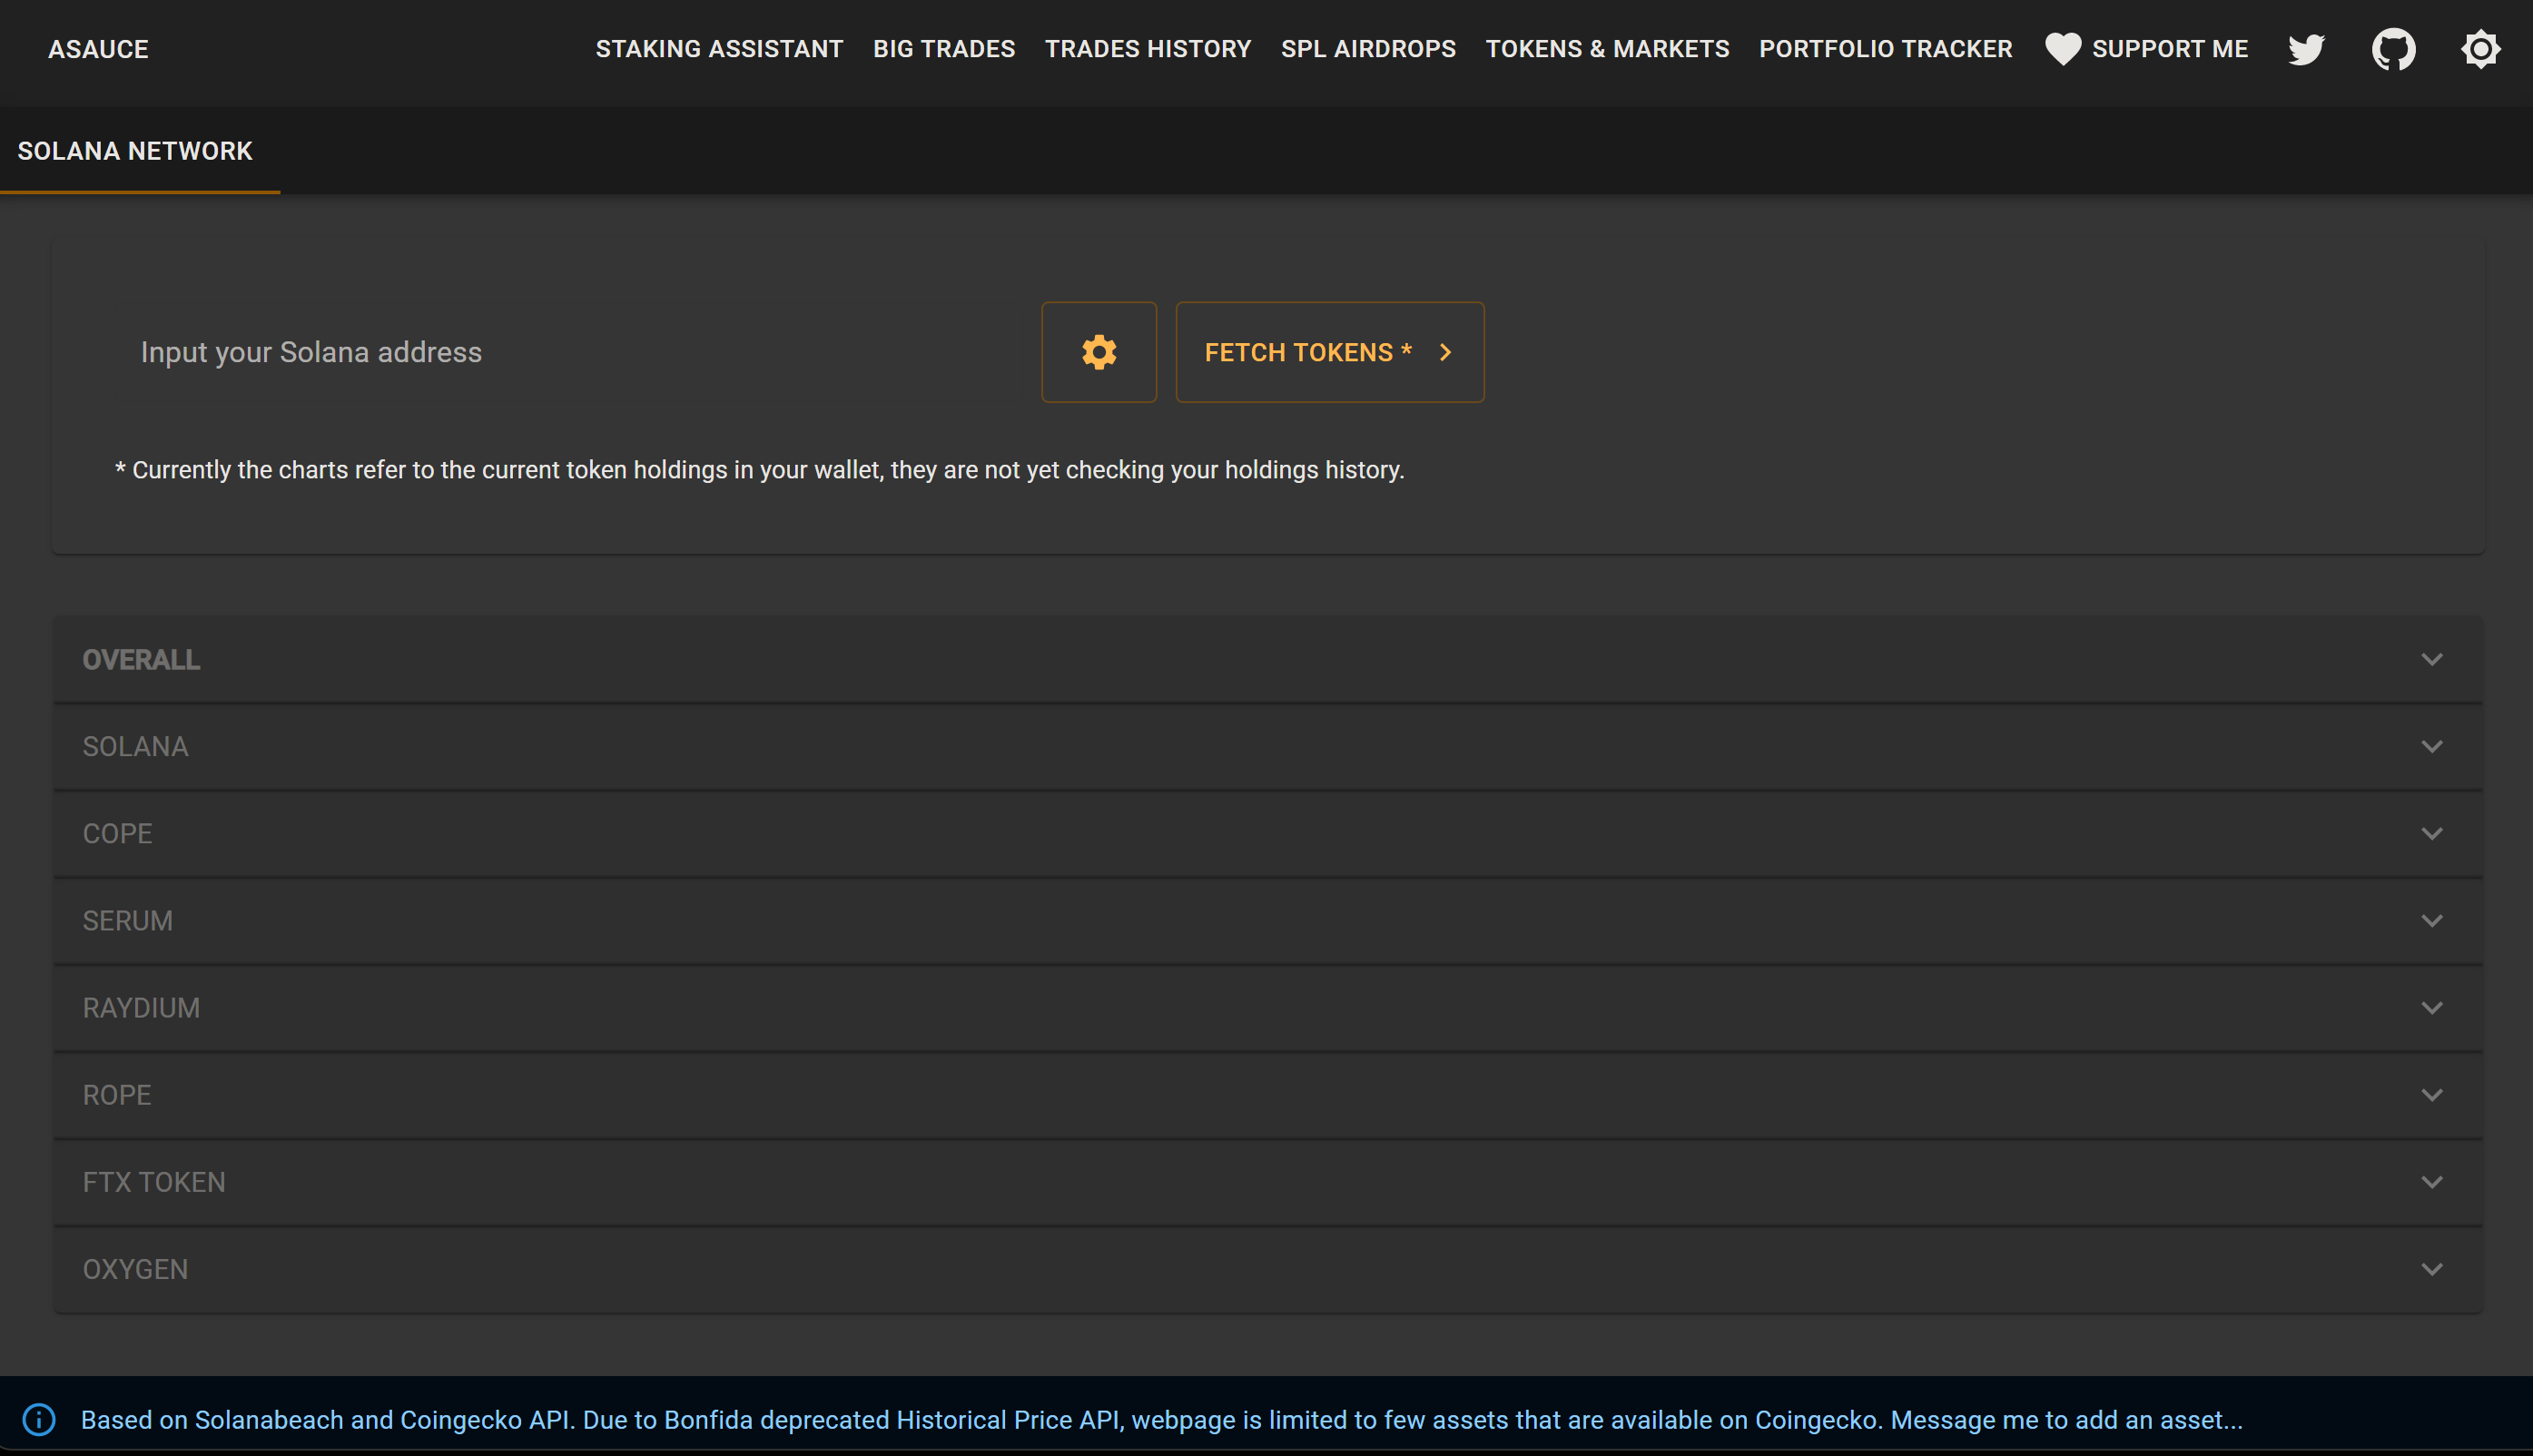 ASAUCE STAKING ASSISTANT BIG TRADES TRADES HISTORY SPL AIRDROPS TOKENS & MARKETS PORTFOLIO TRACKER SUPPORT ME
SOLANA NETWORK
Input your Solana address FETCH TOKENS *
* Currently the charts refer to the current token holdings in your wallet, they are not yet checking your holdings history.
OVERALL
SOLANA
COPE
SERUM
RAYDIUM
ROPE
FTX TOKEN
OXYGEN
Based on Solanabeach and Coingecko API. Due to Bonfida deprecated Historical Price API, webpage is limited to few assets that are available on Coingecko. Message me to add an asset...